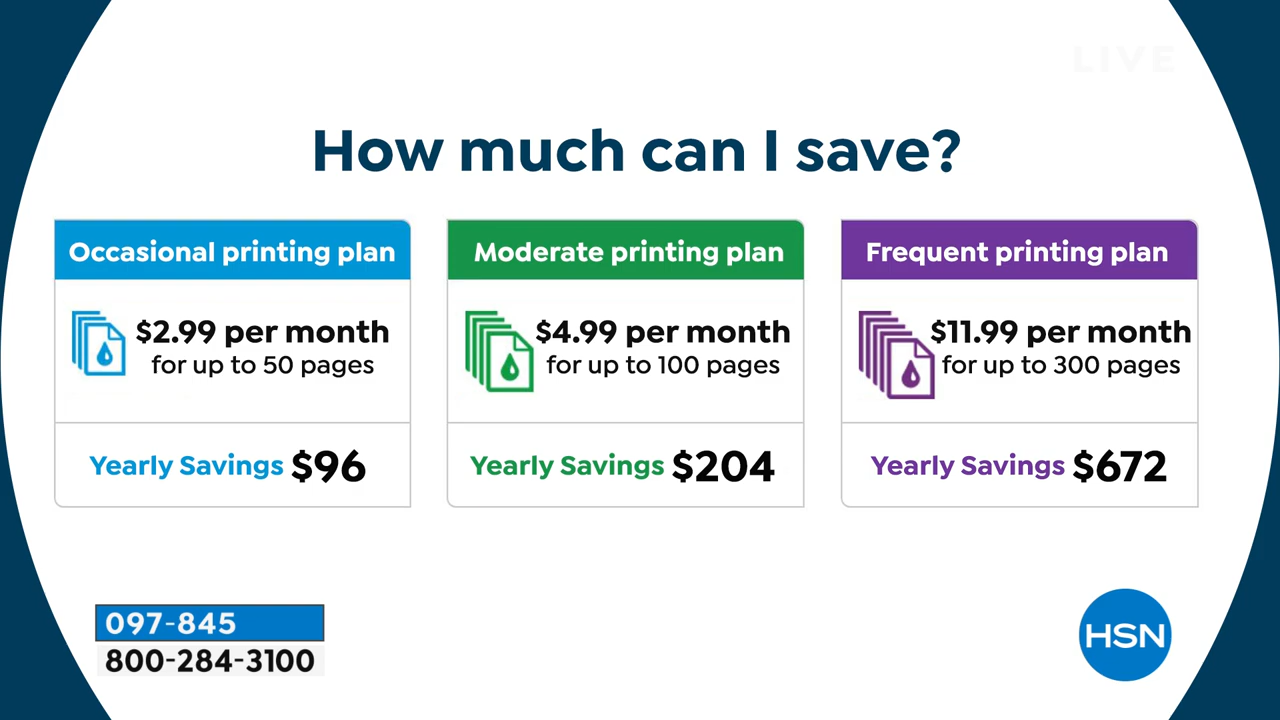 LIVE
How much can I save?
Occasional printing plan
$2.99 per month
for up to 50 pages
Yearly Savings $96
Moderate printing plan
$4.99 per month
for up to 100 pages
Yearly Savings $204
Frequent printing plan
$11.99 per month
for up to 300 pages
Yearly Savings $672
097-845
800-284-3100
HSN